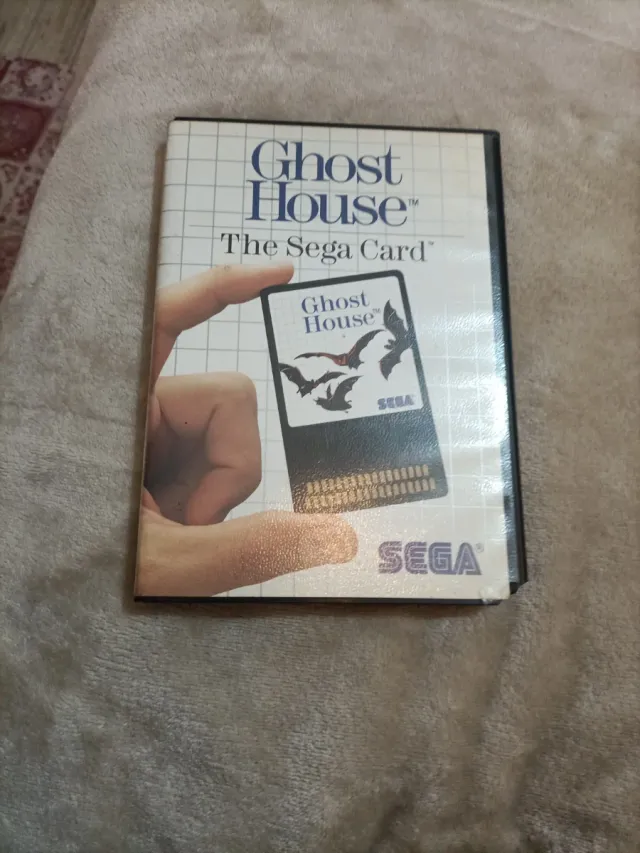 Ghost
House™
The Sega Card™
Ghost
House™
SEGA
SEGA®